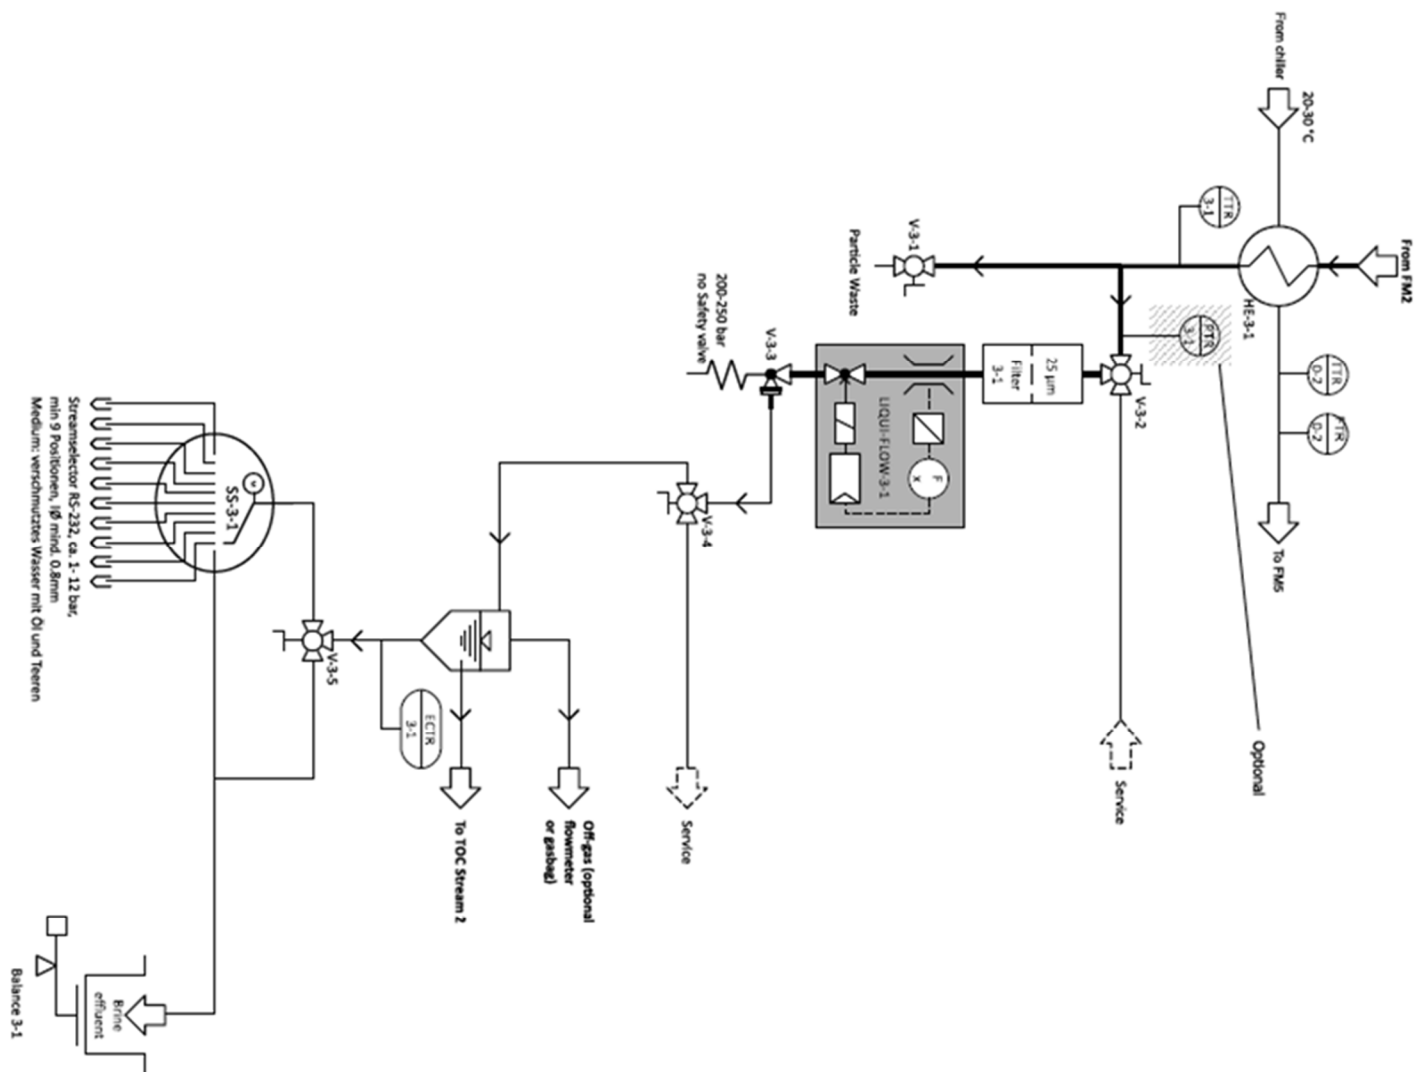 From FM2
20-30 °C
From chiller
HE-3-1
TTR
0-2
0-2
To FM5
Optional
TTR
3-1
PTR
3-1
V-3-2
Service
25 µm
Filter
3-1
V-3-1
Particle Waste
F
x
LIQUI-FLOW-3-1
V-3-3
200-250 bar
no Safety valve
V-3-4
Service
Off-gas (optional
flowmeter
or gasbag)
To TOC Stream 2
ECTR
3-1
V-3-5
SS-3-1
Streamselector RS-232, ca. 1- 12 bar,
min 9 Positionen, IØ mind. 0.8mm
Medium: verschmutztes Wasser mit Öl und Teeren
Brine
effluent
Balance 3-1